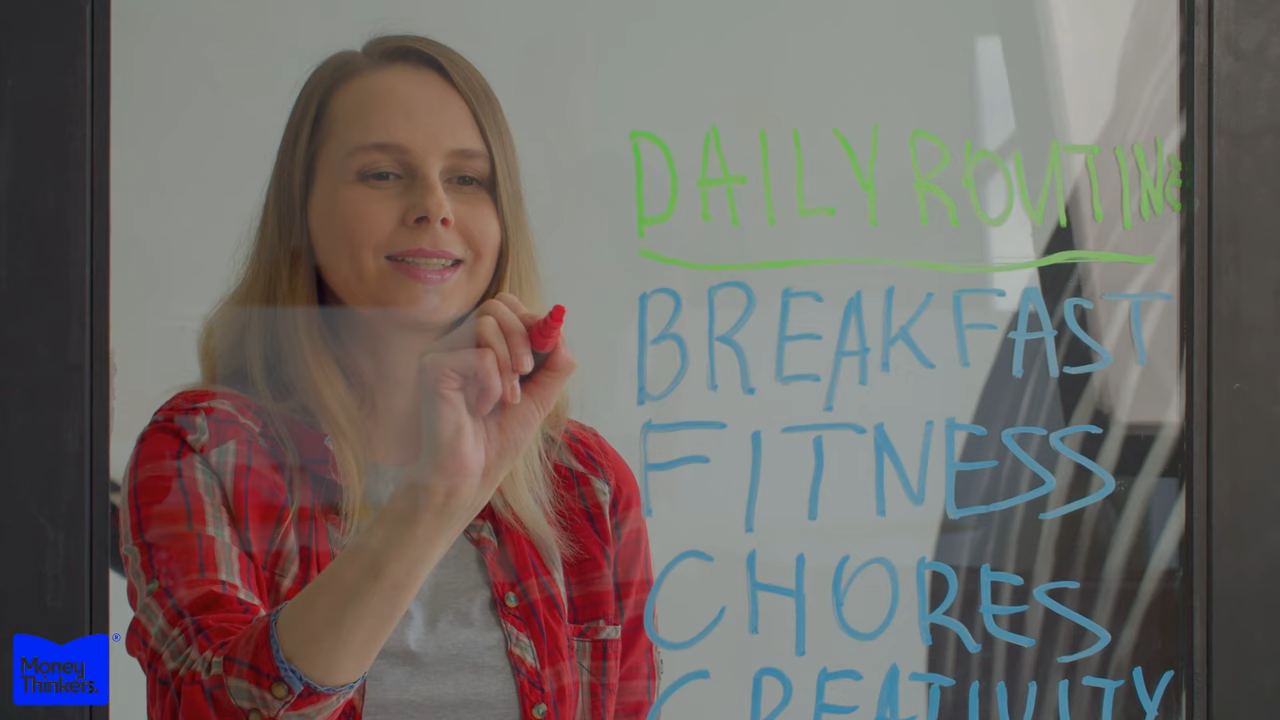 DAILY ROUTINE
BREAKFAST
FITNESS
CHORES
CREATIVITY
Money
Thinkers.
®